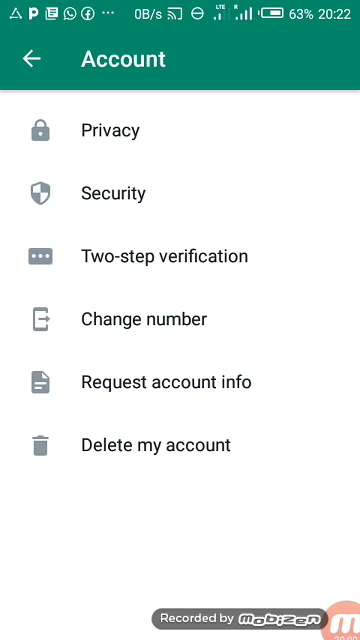 0B/s LTE R 63% 20:22
Account
Privacy
Security
Two-step verification
Change number
Request account info
Delete my account
Recorded by mobizen